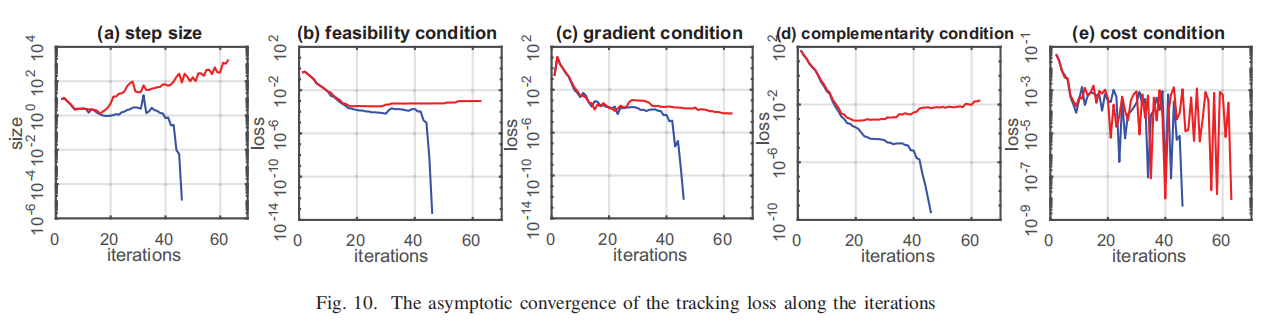 (a) step size
(b) feasibility condition
(c) gradient condition
(d) complementarity condition
(e) cost condition
size
10^4
10^2
10^0
10^-2
10^-4
10^-6
0
20
40
60
iterations
loss
10^2
10^-2
10^-6
10^-10
10^-14
0
20
40
60
iterations
loss
10^2
10^-2
10^-6
10^-10
10^-14
0
20
40
60
iterations
loss
10^2
10^-2
10^-6
10^-10
0
20
40
60
iterations
loss
10^-1
10^-3
10^-5
10^-7
10^-9
0
20
40
60
iterations
Fig. 10. The asymptotic convergence of the tracking loss along the iterations